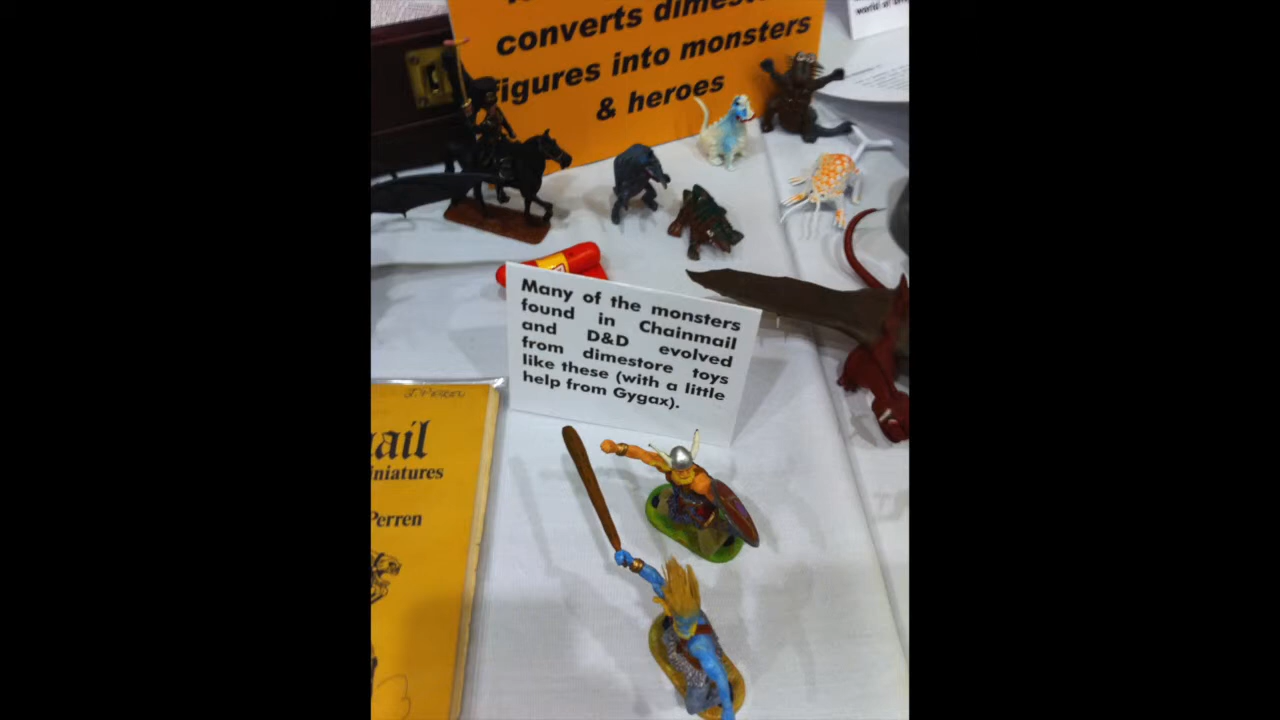 converts
figures into monsters
& heroes
Many of the monsters
found in Chainmail
and D&D evolved
from dimestore toys
like these (with a little
help from Gygax).
J. Perren
ail
iniatures
Perren